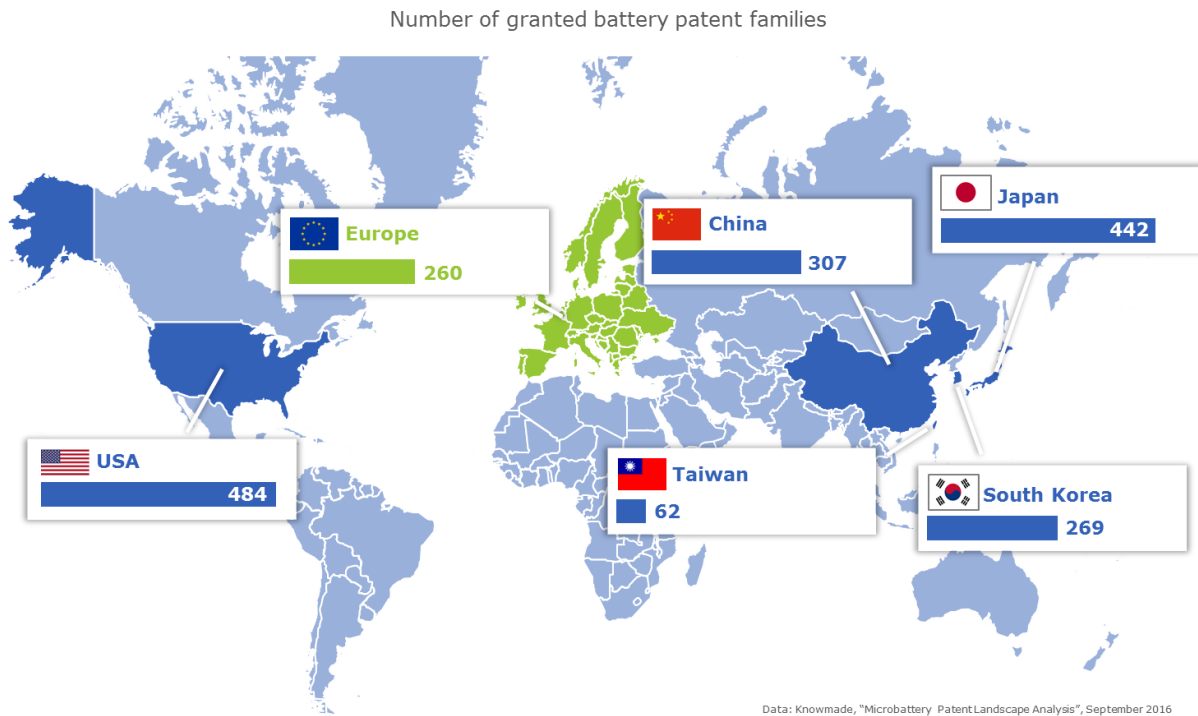 Number of granted battery patent families
Japan
442
China
307
Europe
260
USA
484
Taiwan
62
South Korea
269
Data: Knowmade, “Microbattery Patent Landscape Analysis”, September 2016